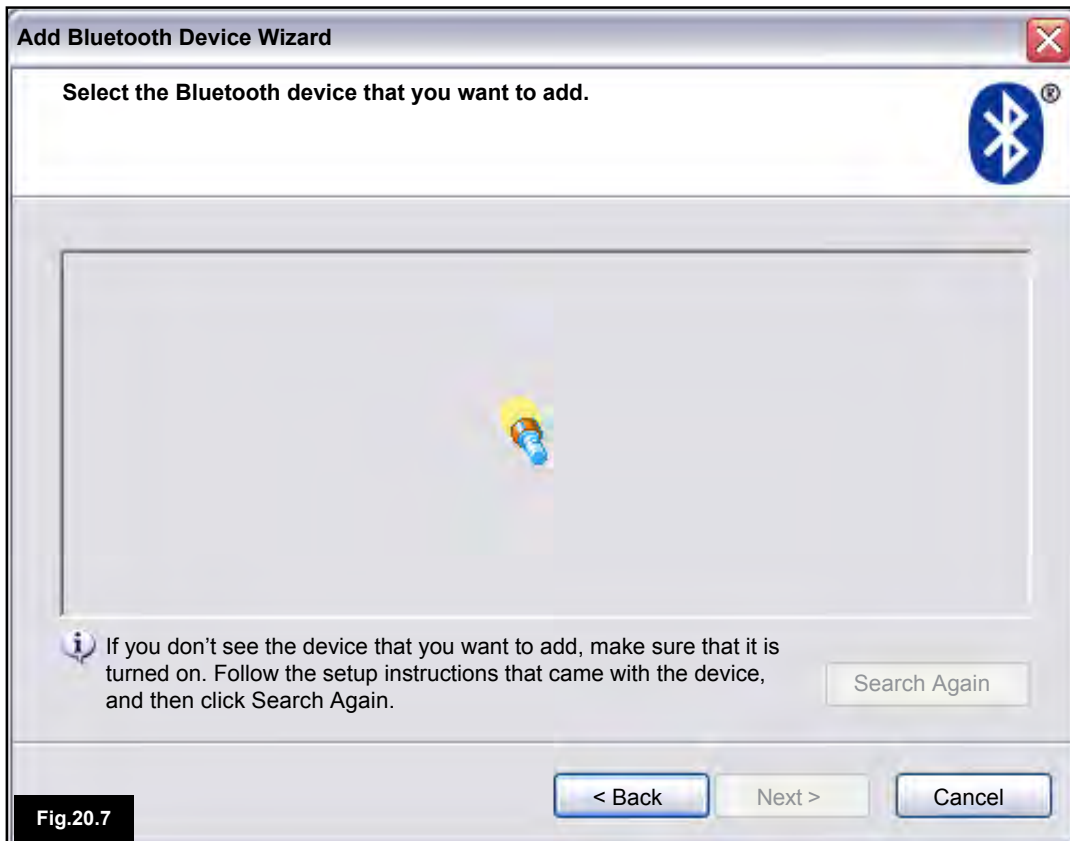 Add Bluetooth Device Wizard
Select the Bluetooth device that you want to add.
®
If you don’t see the device that you want to add, make sure that it is
turned on. Follow the setup instructions that came with the device,
and then click Search Again.
Search Again
< Back
Next >
Cancel
Fig.20.7